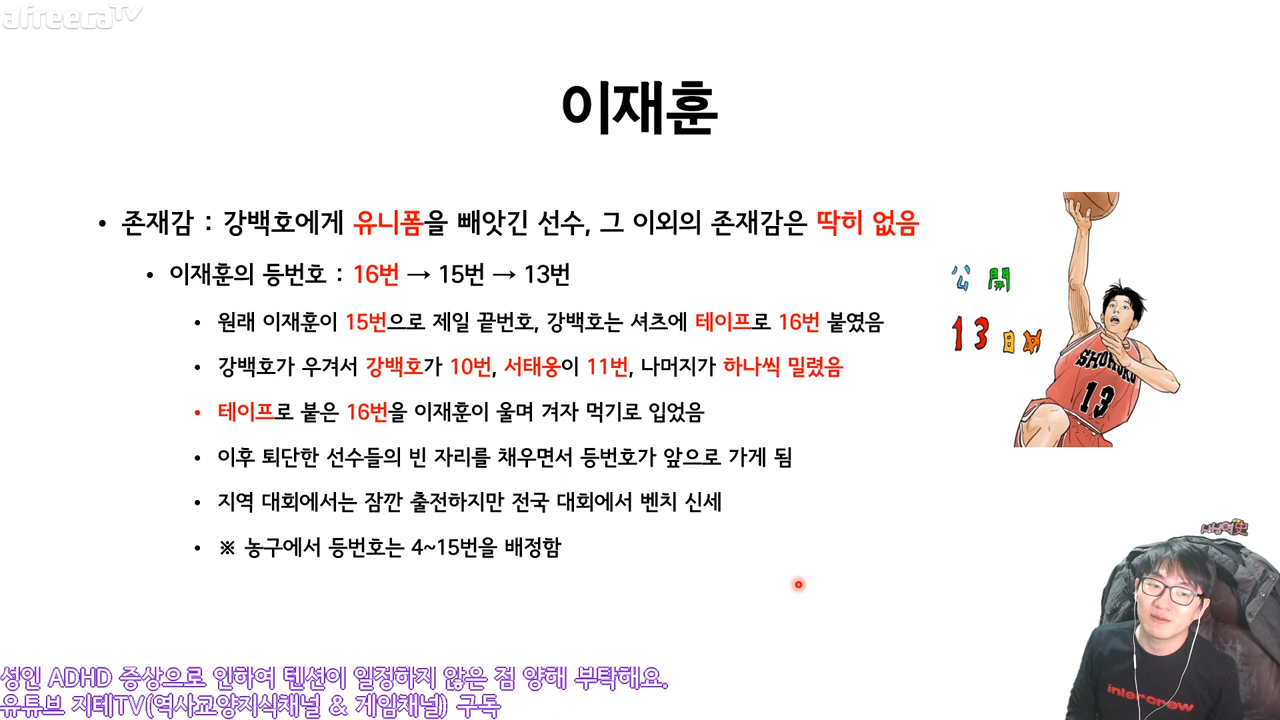 afreecaTV
이재훈
• 존재감 : 강백호에게 유니폼을 빼앗긴 선수, 그 이외의 존재감은 딱히 없음
• 이재훈의 등번호 : 16번 → 15번 → 13번
• 원래 이재훈이 15번으로 제일 끝번호, 강백호는 셔츠에 테이프로 16번 붙였음
• 강백호가 우겨서 강백호가 10번, 서태웅이 11번, 나머지가 하나씩 밀렸음
• 테이프로 붙은 16번을 이재훈이 울며 겨자 먹기로 입었음
• 이후 퇴단한 선수들의 빈 자리를 채우면서 등번호가 앞으로 가게 됨
• 지역 대회에서는 잠깐 출전하지만 전국 대회에서 벤치 신세
• ※ 농구에서 등번호는 4~15번을 배정함
公開
13日
SHOHOKU
13
intercrew
성인 ADHD 증상으로 인하여 텐션이 일정하지 않은 점 양해 부탁해요.
유튜브 지테TV(역사교양지식채널 & 게임채널) 구독